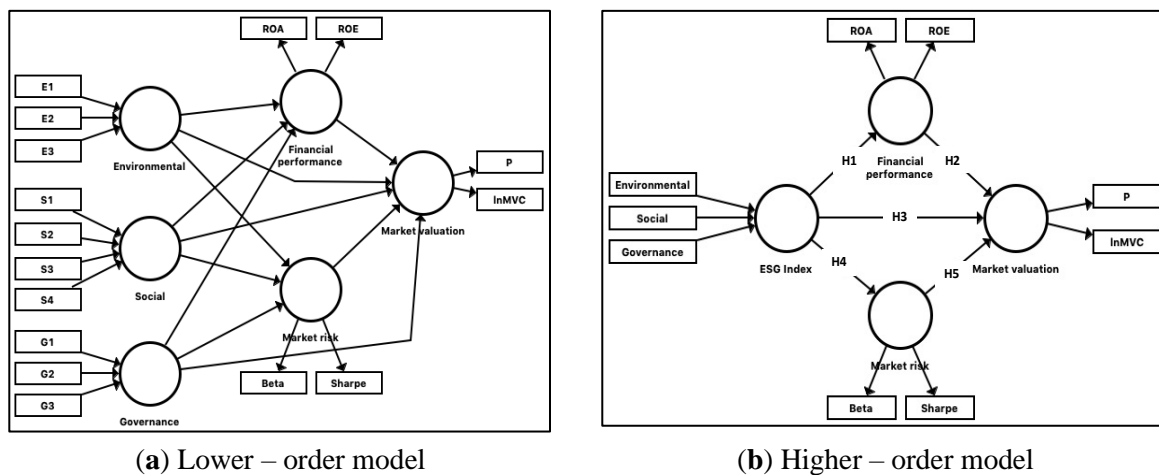 ROA
ROE
E1
E2
E3
Environmental
Financial
performance
P
lnMVC
Market valuation
S1
S2
S3
S4
Social
Market risk
G1
G2
G3
Governance
Beta
Sharpe
(a) Lower – order model
ROA
ROE
H1
Financial
performance
H2
Environmental
Social
Governance
ESG Index
H3
P
lnMVC
Market valuation
H4
H5
Market risk
Beta
Sharpe
(b) Higher – order model